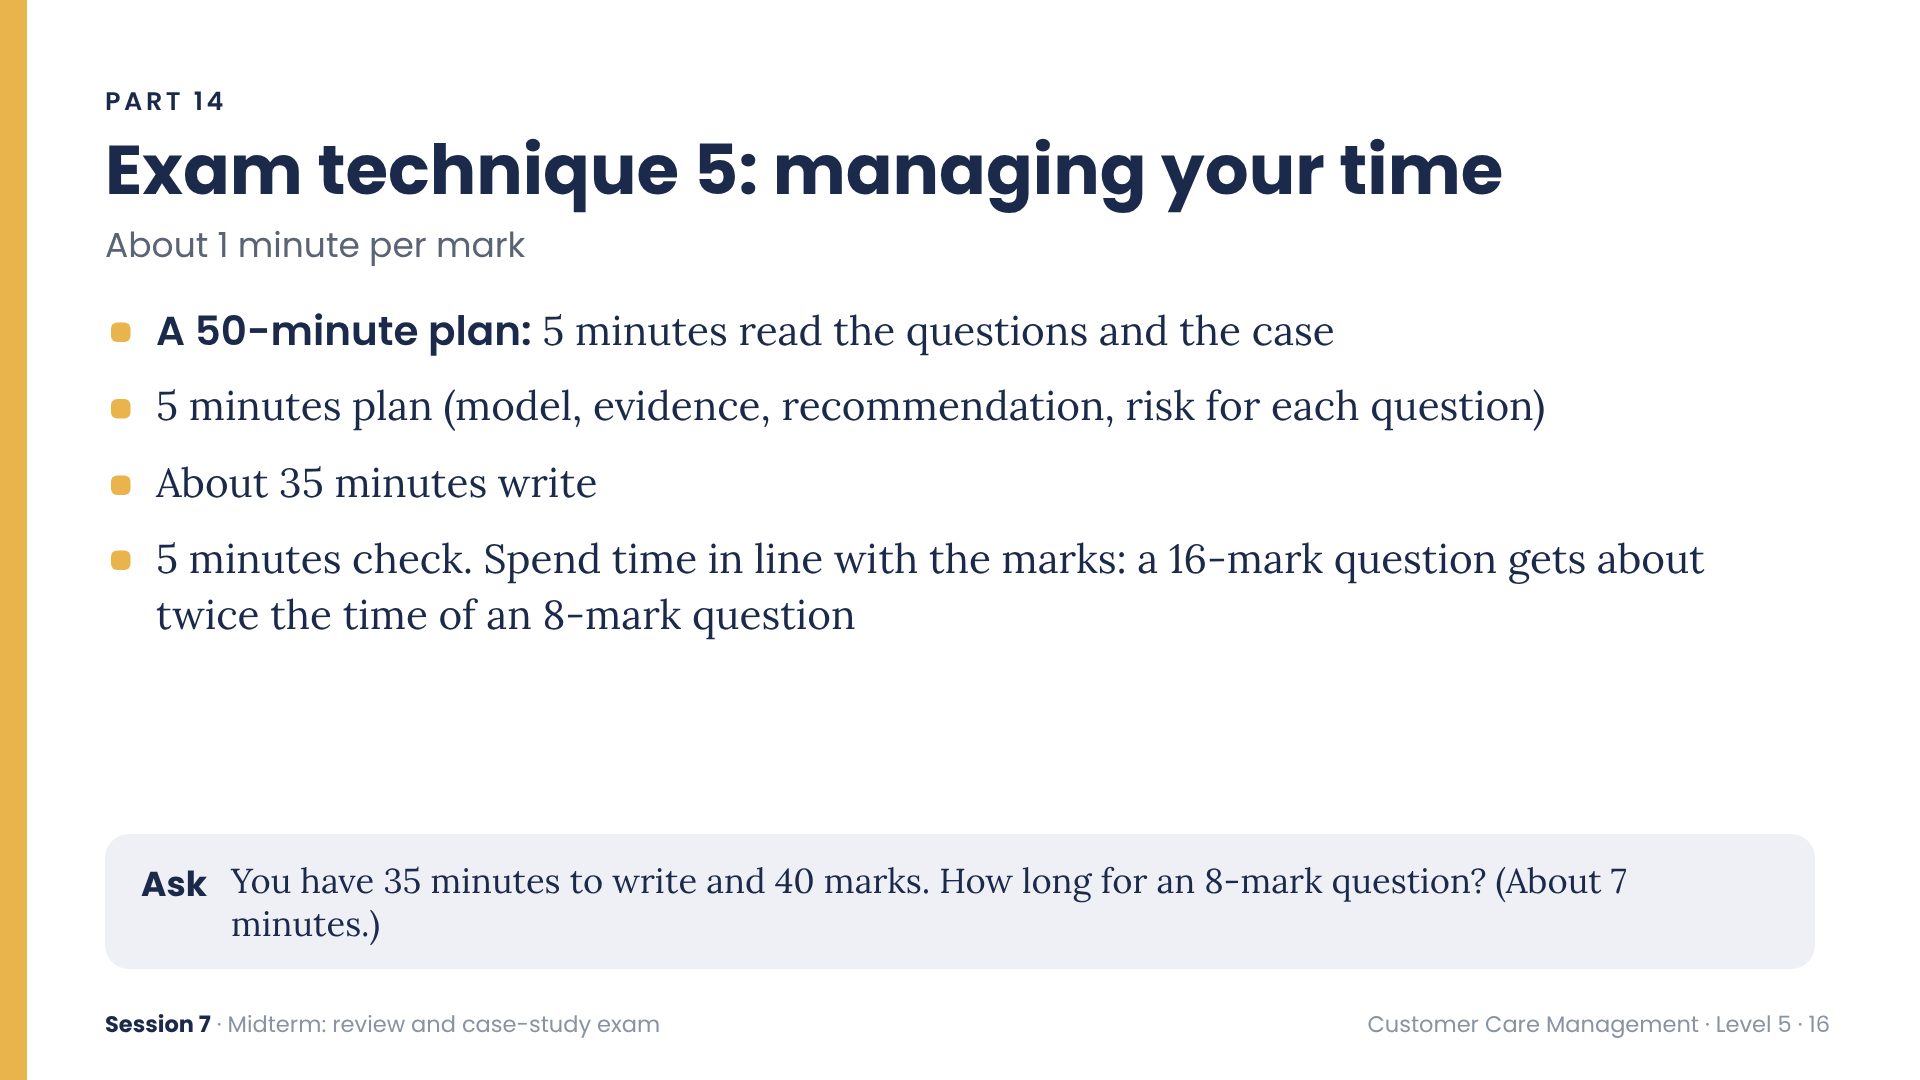 PART 14
Exam technique 5: managing your time
About 1 minute per mark
A 50-minute plan: 5 minutes read the questions and the case
5 minutes plan (model, evidence, recommendation, risk for each question)
About 35 minutes write
5 minutes check. Spend time in line with the marks: a 16-mark question gets about
twice the time of an 8-mark question
Ask You have 35 minutes to write and 40 marks. How long for an 8-mark question? (About 7
minutes.)
Session 7 · Midterm: review and case-study exam
Customer Care Management · Level 5 · 16